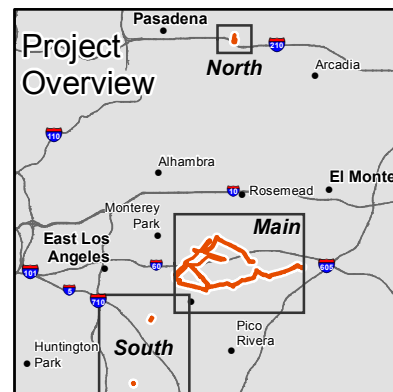 Pasadena
Project
Overview
210
North
Arcadia
110
Alhambra
10
El Monte
Rosemead
Monterey
Park
Main
East Los
Angeles
60
605
101
5
710
Pico
Rivera
Huntington
Park
South